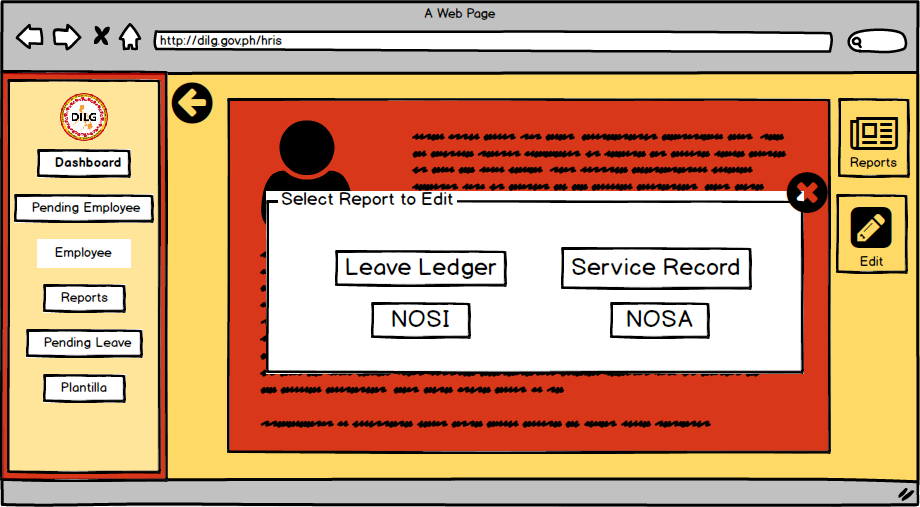 A Web Page
http://dilg.gov.ph/hris
DILG
Dashboard
Pending Employee
Employee
Reports
Pending Leave
Plantilla
Select Report to Edit
Leave Ledger
Service Record
NOSI
NOSA
Reports
Edit